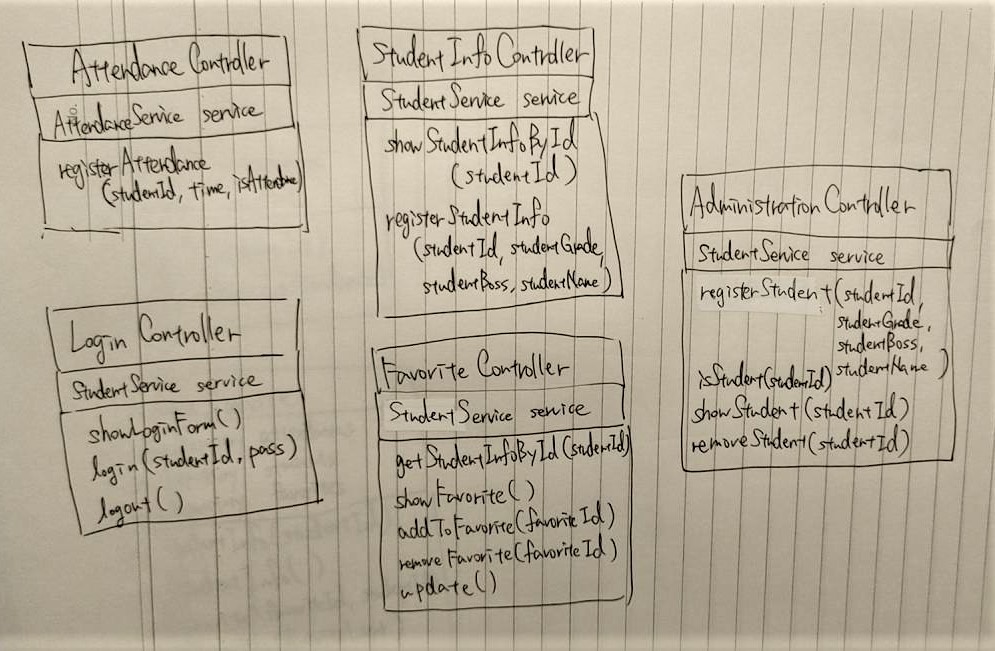 Attendance Controller
AttendanceService service
registerAttendance
(studentId, time, isAttendance)
StudentInfo Controller
StudentService service
showStudentInfoById
(studentId)
registerStudentInfo
(studentId, studentGrade,
studentBoss, studentName)
Administration Controller
StudentService service
registerStudent(studentId,
studentGrade,
studentBoss,
studentName)
isStudent(studentId)
showStudent(studentId)
removeStudent(studentId)
Login Controller
StudentService service
showLoginForm()
login(studentId, pass)
logout()
Favorite Controller
StudentService service
getStudentInfoById(studentId)
showFavorite()
addToFavorite(favoriteId)
removeFavorite(favoriteId)
update()